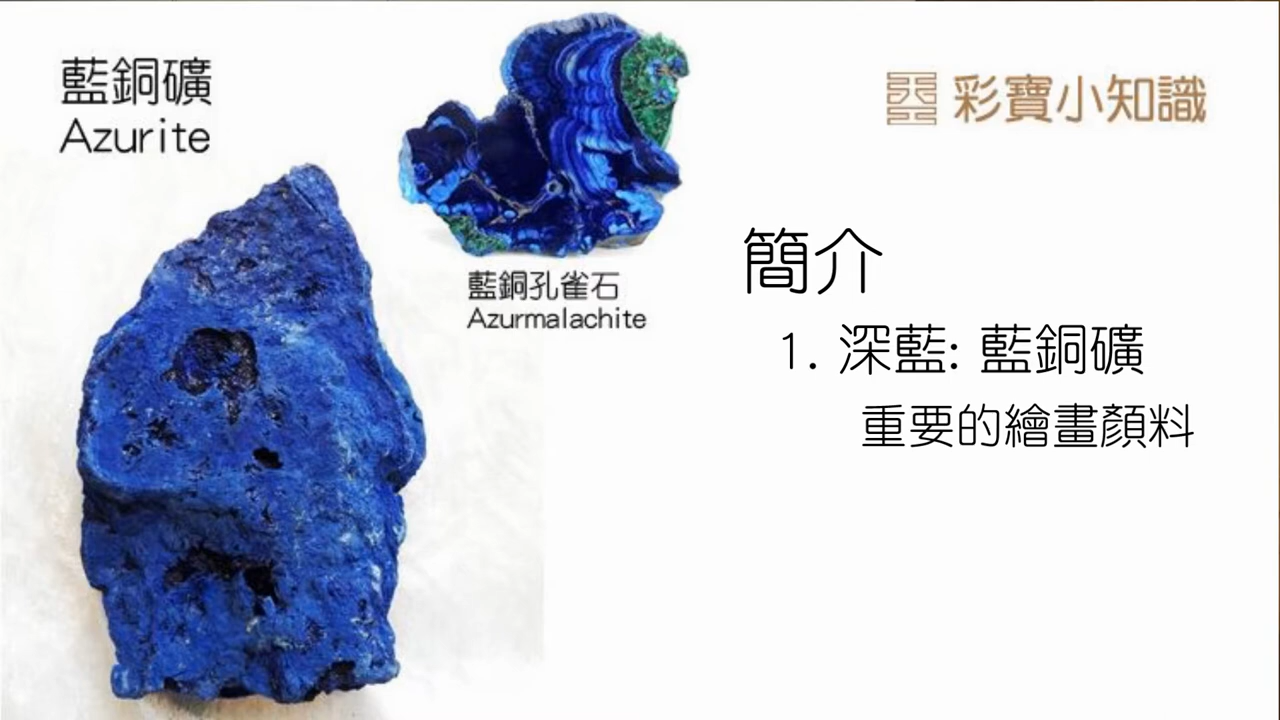 藍銅礦
Azurite
藍銅孔雀石
Azurmalachite
彩寶小知識
簡介
1. 深藍: 藍銅礦
重要的繪畫顏料